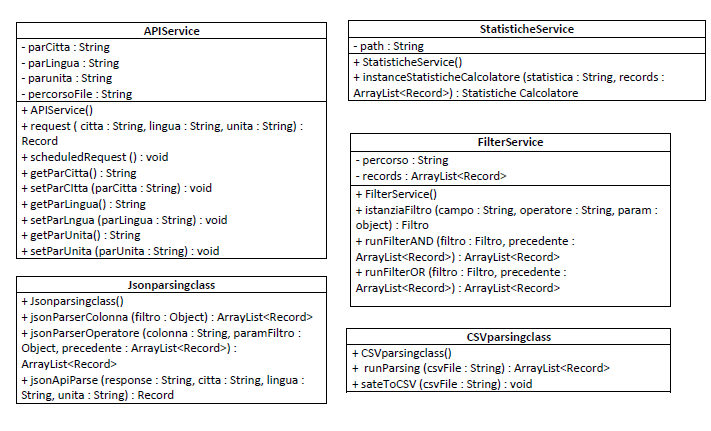 APIService
- parCitta : String
- parLingua : String
- parunita : String
- percorsoFile : String
+ APIService()
+ request ( citta : String, lingua : String, unita : String) :
Record
+ scheduledRequest () : void
+ getParCitta() : String
+ setParCItta (parCitta : String) : void
+ getParLingua() : String
+ setParLngua (parLingua : String) : void
+ getParUnita() : String
+ setParUnita (parUnita : String) : void
Jsonparsingclass
+ Jsonparsingclass()
+ jsonParserColonna (filtro : Object) : ArrayList<Record>
+ jsonParserOperatore (colonna : String, paramFiltro :
Object, precedente : ArrayList<Record>) :
ArrayList<Record>
+ jsonApiParse (response : String, citta : String, lingua :
String, unita : String) : Record
StatisticheService
- path : String
+ StatisticheService()
+ instanceStatisticheCalcolatore (statistica : String, records :
ArrayList<Record>) : Statistiche Calcolatore
FilterService
- percorso : String
- records : ArrayList<Record>
+ FilterService()
+ istanziaFiltro (campo : String, operatore : String, param :
object) : Filtro
+ runFilterAND (filtro : Filtro, precedente :
ArrayList<Record>) : ArrayList<Record>
+ runFilterOR (filtro : Filtro, precedente :
ArrayList<Record>) : ArrayList<Record>
CSVparsingclass
+ CSVparsingclass()
+ runParsing (csvFile : String) : ArrayList<Record>
+ sateToCSV (csvFile : String) : void